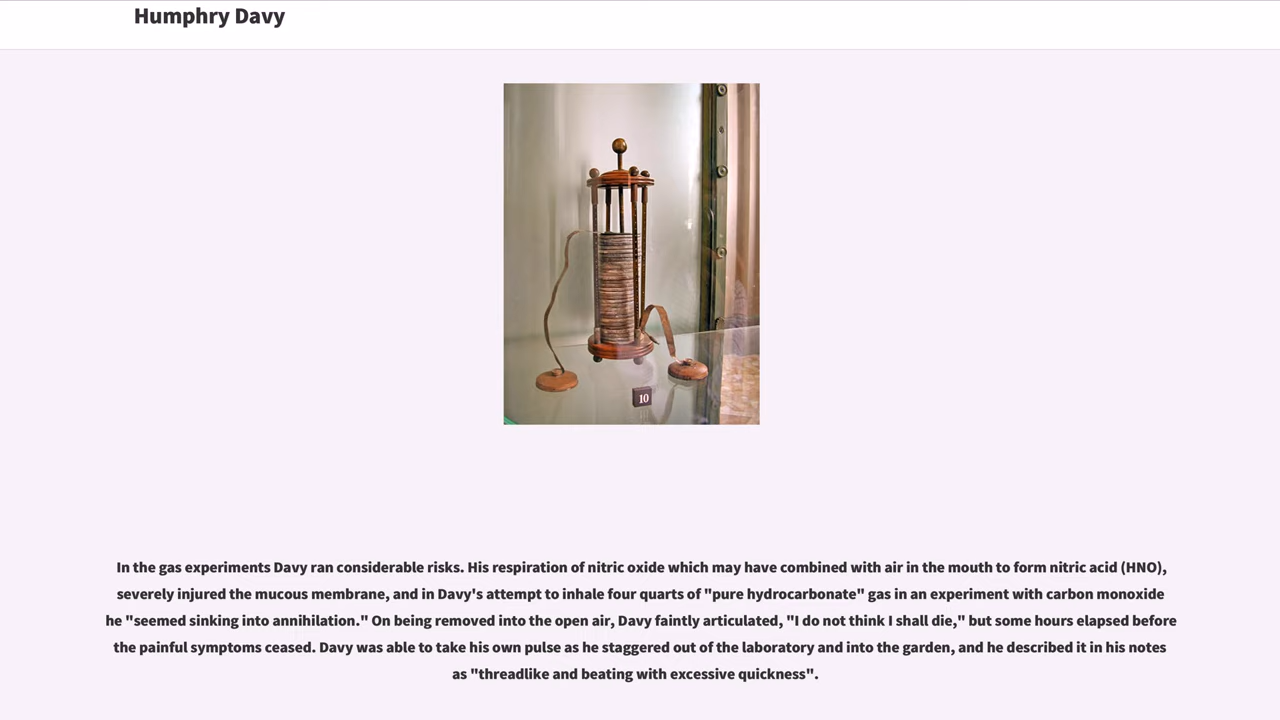 Humphry Davy
10
In the gas experiments Davy ran considerable risks. His respiration of nitric oxide which may have combined with air in the mouth to form nitric acid (HNO),
severely injured the mucous membrane, and in Davy's attempt to inhale four quarts of "pure hydrocarbonate" gas in an experiment with carbon monoxide
he "seemed sinking into annihilation." On being removed into the open air, Davy faintly articulated, "I do not think I shall die," but some hours elapsed before
the painful symptoms ceased. Davy was able to take his own pulse as he staggered out of the laboratory and into the garden, and he described it in his notes
as "threadlike and beating with excessive quickness".